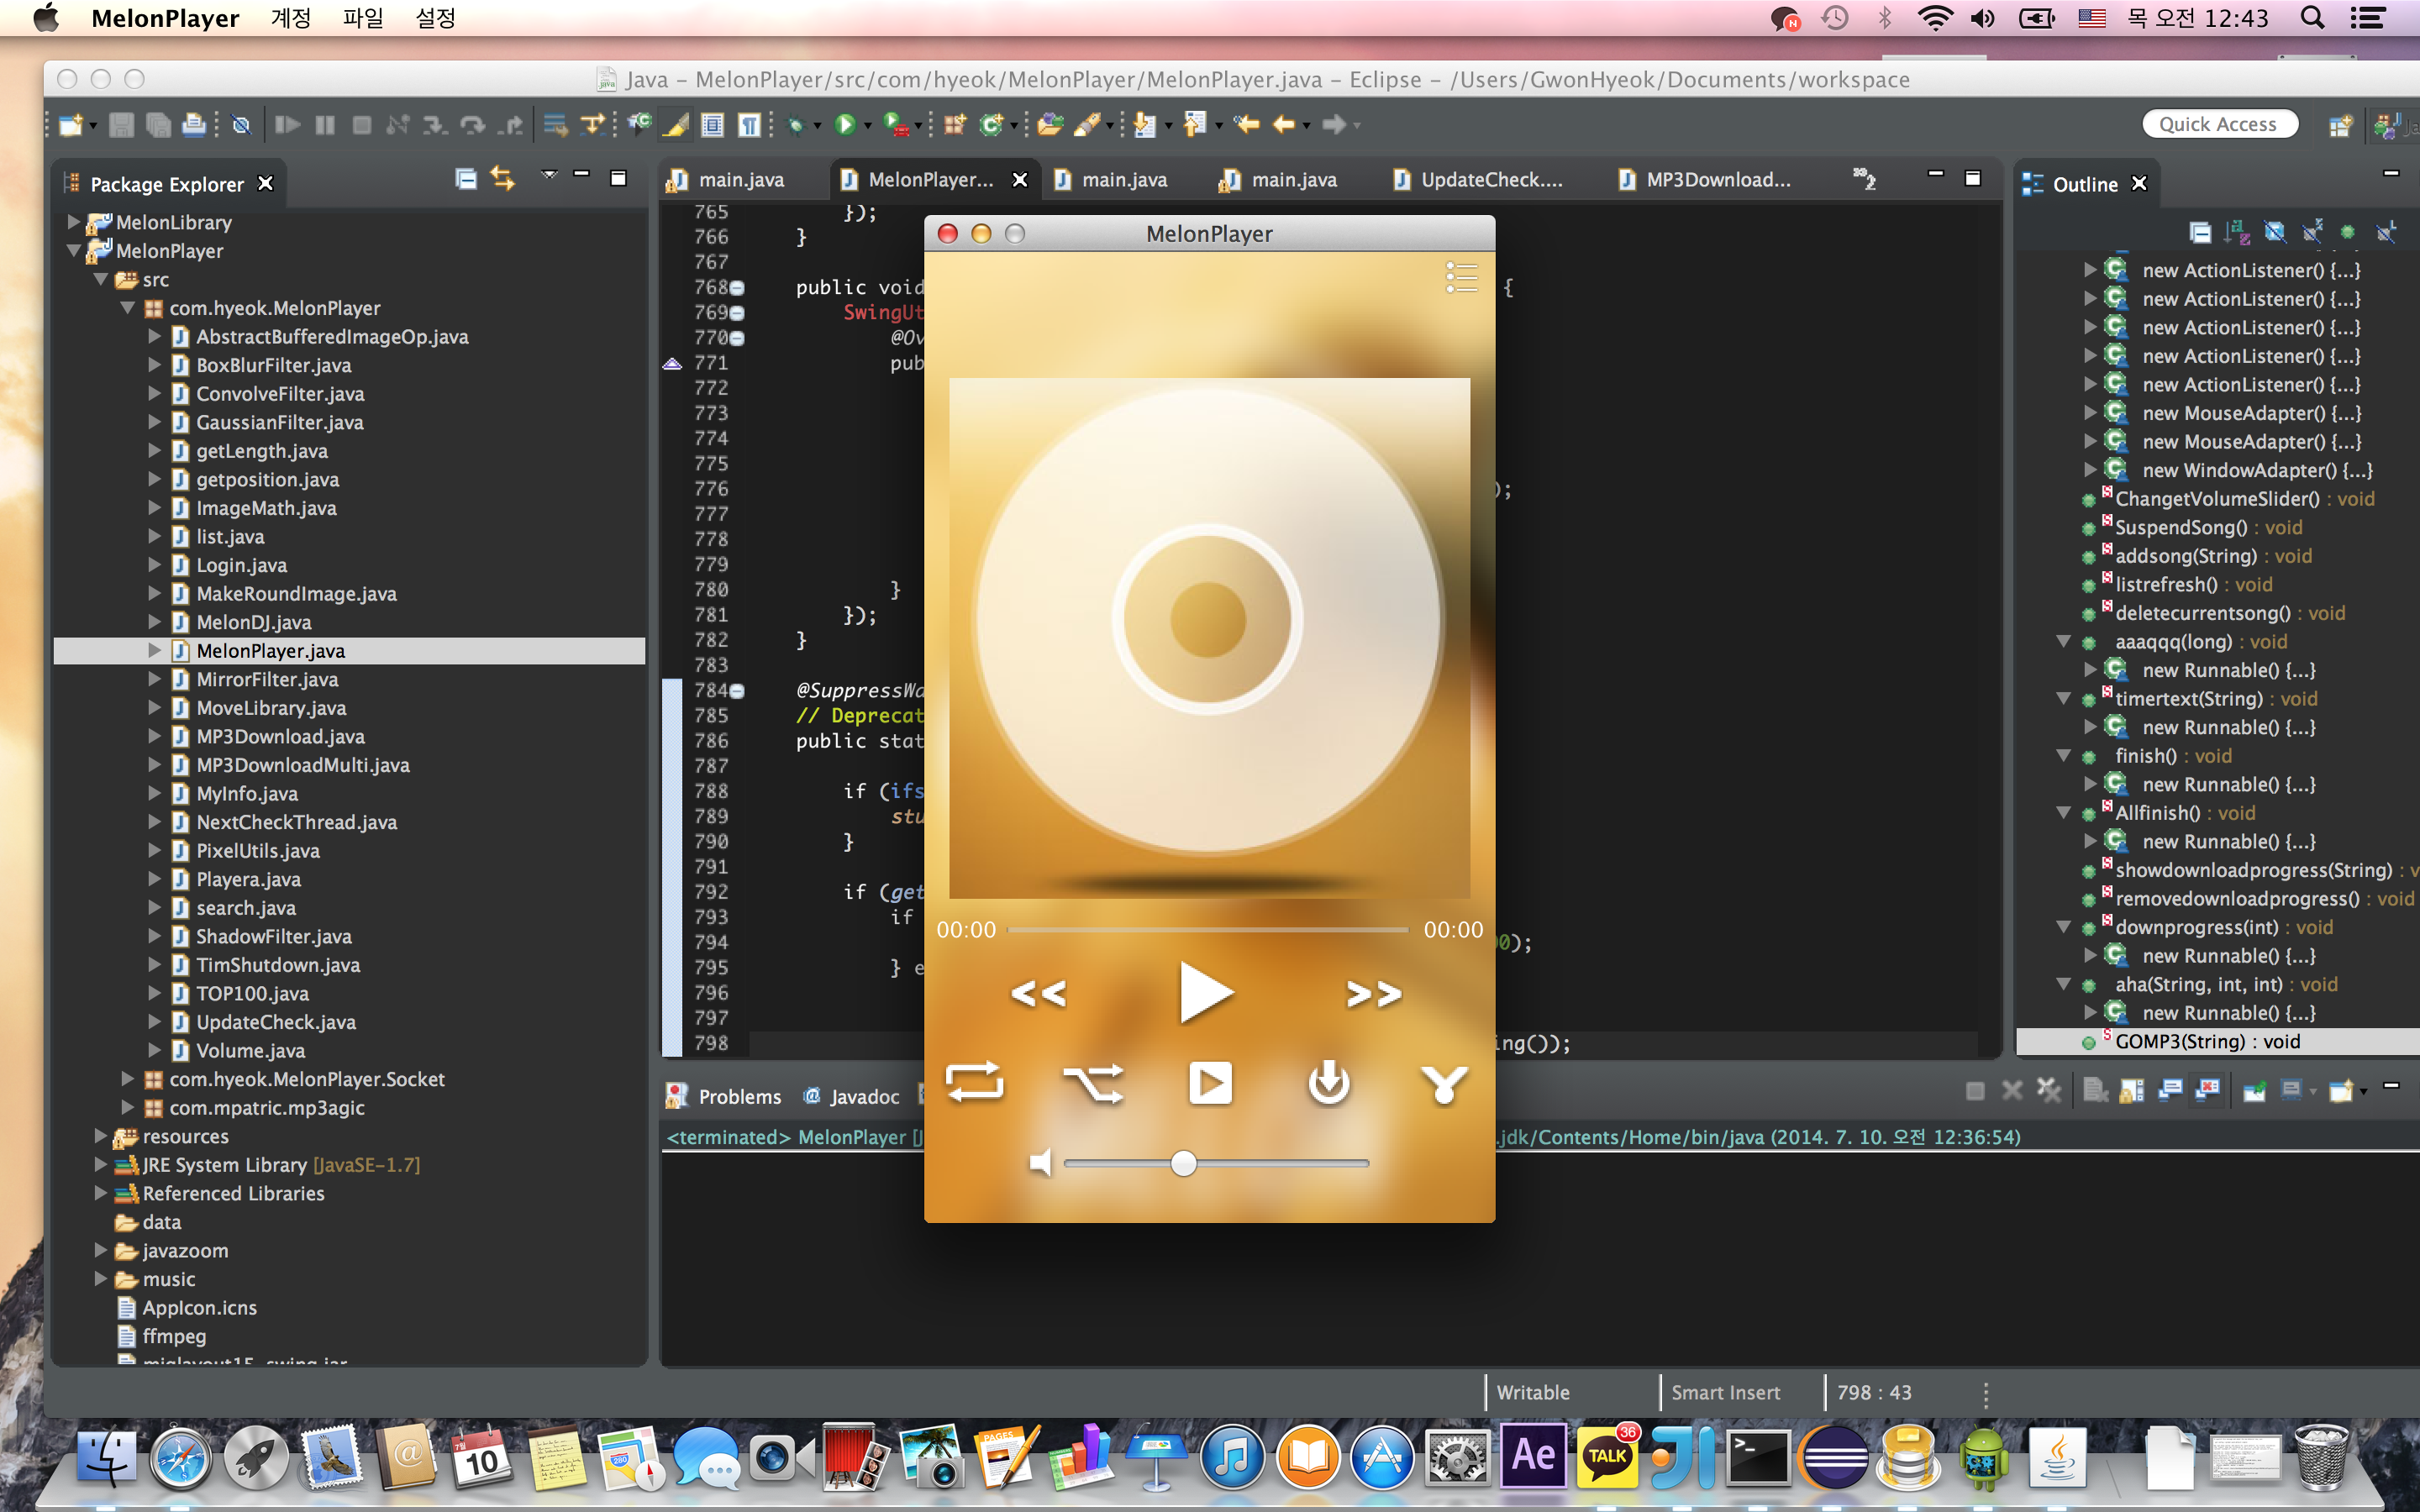 MelonPlayer 계정 파일 설정
N
목 오전 12:43
Java – MelonPlayer/src/com/hyeok/MelonPlayer/MelonPlayer.java – Eclipse – /Users/GwonHyeok/Documents/workspace
Quick Access
Package Explorer
MelonLibrary
MelonPlayer
src
com.hyeok.MelonPlayer
AbstractBufferedImageOp.java
BoxBlurFilter.java
ConvolveFilter.java
GaussianFilter.java
getLength.java
getposition.java
ImageMath.java
list.java
Login.java
MakeRoundImage.java
MelonDJ.java
MelonPlayer.java
MirrorFilter.java
MoveLibrary.java
MP3Download.java
MP3DownloadMulti.java
MyInfo.java
NextCheckThread.java
PixelUtils.java
Playera.java
search.java
ShadowFilter.java
TimShutdown.java
TOP100.java
UpdateCheck.java
Volume.java
com.hyeok.MelonPlayer.Socket
com.mpatric.mp3agic
resources
JRE System Library [JavaSE-1.7]
Referenced Libraries
data
javazoom
music
AppIcon.icns
ffmpeg
main.java MelonPlayer... main.java main.java UpdateCheck.... MP3Download... »2
765 });
766 }
767
768 public void {
769 SwingUt
770 @Ov
771 pub
772
773
774
775
776 );
777
778
779
780 }
781 });
782 }
783
784 @SuppressWa
785 // Deprecat
786 public stat
787
788 if (ifs
789 stu
790 }
791
792 if (get
793 if
794 0);
795 } e
796
797
798 ing());
MelonPlayer
00:00 00:00
<< >>
Outline
new ActionListener() {...}
new ActionListener() {...}
new ActionListener() {...}
new ActionListener() {...}
new ActionListener() {...}
new MouseAdapter() {...}
new MouseAdapter() {...}
new WindowAdapter() {...}
ChangetVolumeSlider() : void
SuspendSong() : void
addsong(String) : void
listrefresh() : void
deletecurrentsong() : void
aaaqqq(long) : void
new Runnable() {...}
timertext(String) : void
new Runnable() {...}
finish() : void
new Runnable() {...}
Allfinish() : void
new Runnable() {...}
showdownloadprogress(String) : v
removedownloadprogress() : void
downprogress(int) : void
new Runnable() {...}
aha(String, int, int) : void
new Runnable() {...}
GOMP3(String) : void
Problems Javadoc
<terminated> MelonPlayer [J .jdk/Contents/Home/bin/java (2014. 7. 10. 오전 12:36:54)
Writable Smart Insert 798 : 43
10
280
PAGES
Ae
TALK
36